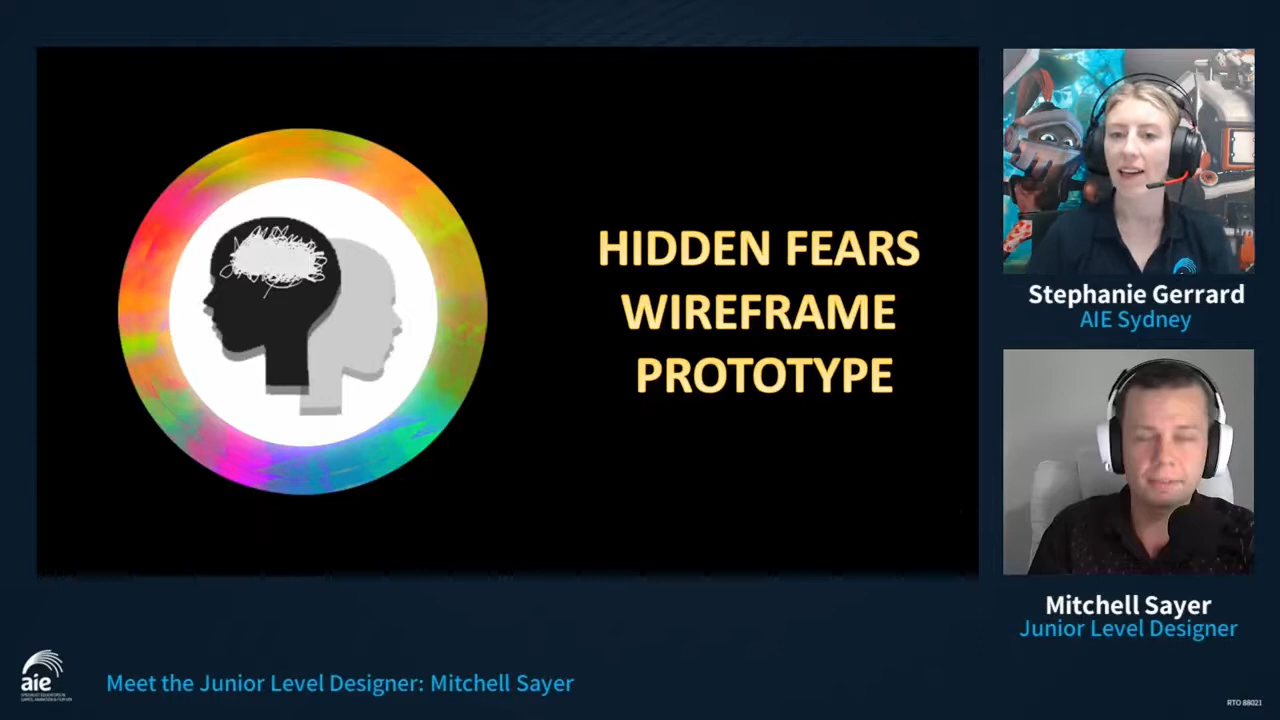 HIDDEN FEARS
WIREFRAME
PROTOTYPE
Stephanie Gerrard
AIE Sydney
Mitchell Sayer
Junior Level Designer
aie
Meet the Junior Level Designer: Mitchell Sayer
RTO 88021